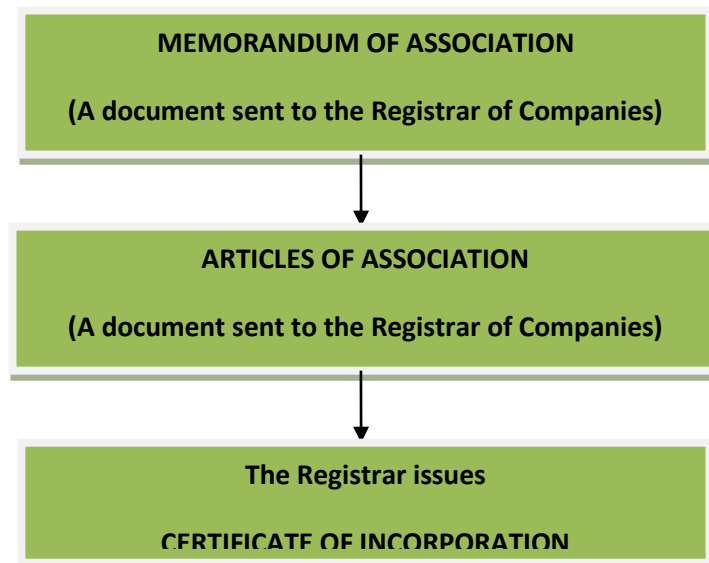 MEMORANDUM OF ASSOCIATION
(A document sent to the Registrar of Companies)
ARTICLES OF ASSOCIATION
(A document sent to the Registrar of Companies)
The Registrar issues
CERTIFICATE OF INCORPORATION